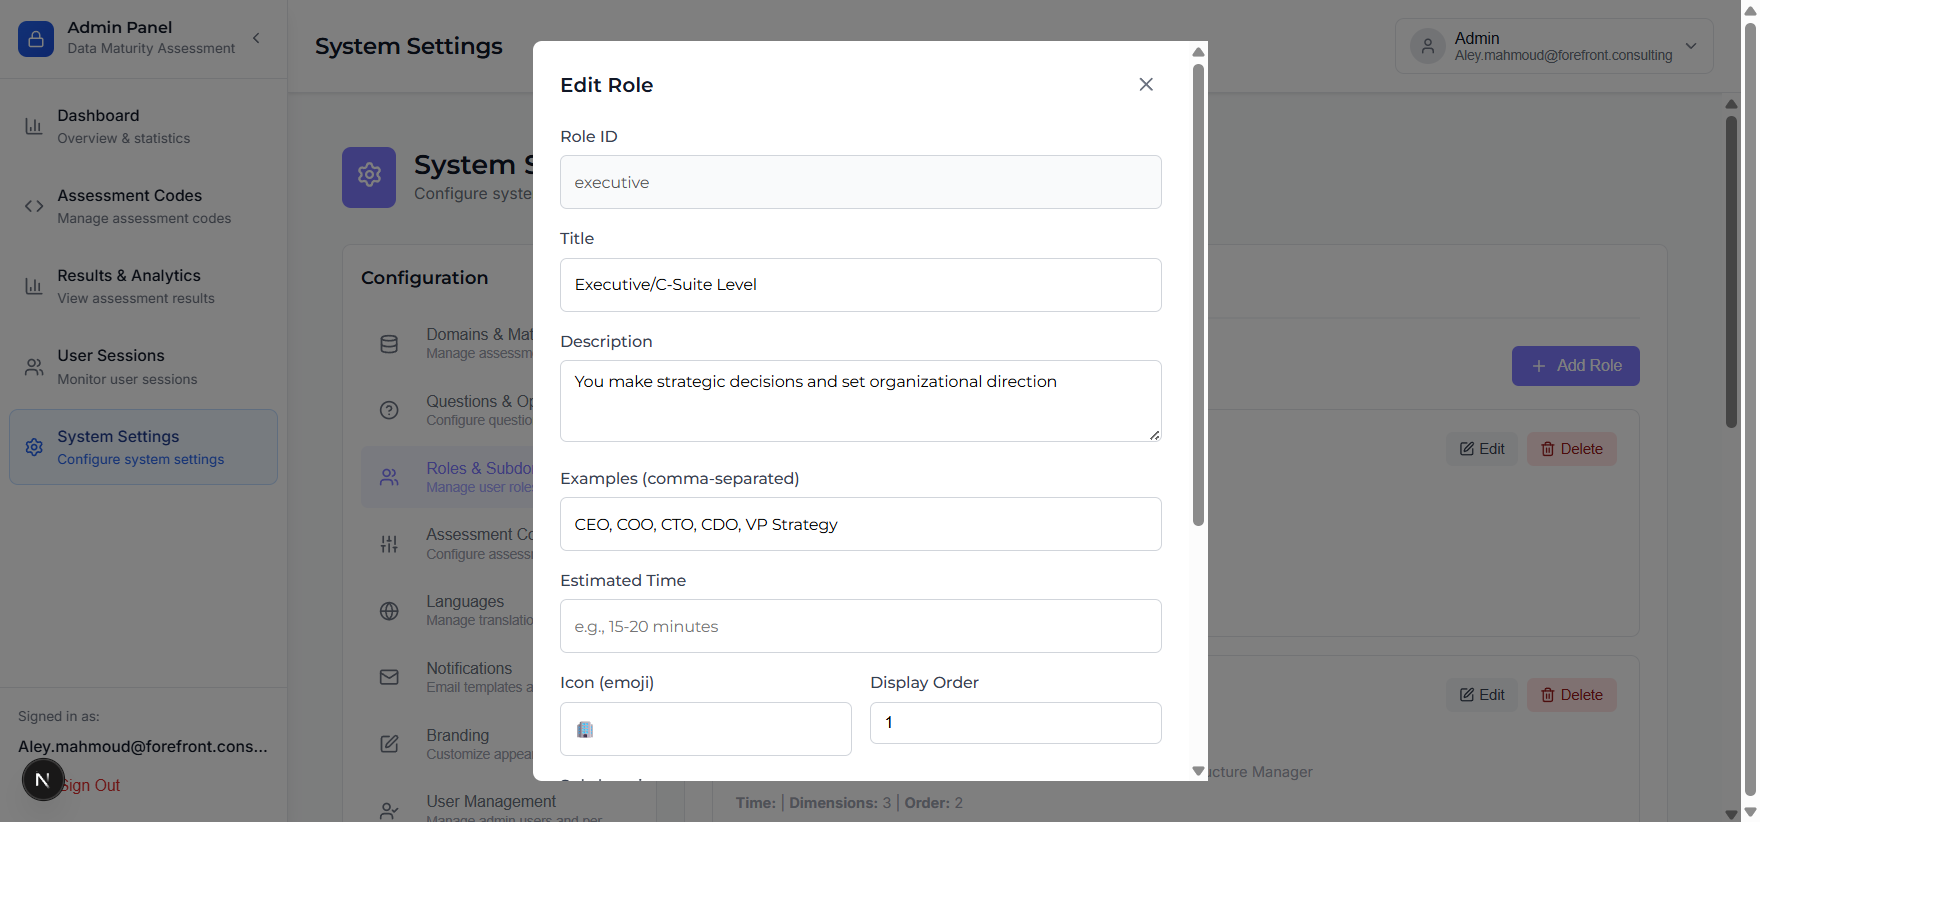 Admin Panel
Data Maturity Assessment
Dashboard
Overview & statistics
Assessment Codes
Manage assessment codes
Results & Analytics
View assessment results
User Sessions
Monitor user sessions
System Settings
Configure system settings
Signed in as:
Aley.mahmoud@forefront.cons...
Sign Out
N
System Settings
Admin
Aley.mahmoud@forefront.consulting
System S
Configure syste
Configuration
Domains & Mat
Manage assessm
Questions & Op
Configure questio
Roles & Subdo
Manage user roles
Assessment Co
Configure assess
Languages
Manage translatio
Notifications
Email templates a
Branding
Customize appea
User Management
Manage admin users and per
Add Role
Edit Delete
Edit Delete
ucture Manager
Time: | Dimensions: 3 | Order: 2
Edit Role
Role ID
executive
Title
Executive/C-Suite Level
Description
You make strategic decisions and set organizational direction
Examples (comma-separated)
CEO, COO, CTO, CDO, VP Strategy
Estimated Time
e.g., 15-20 minutes
Icon (emoji) Display Order
1